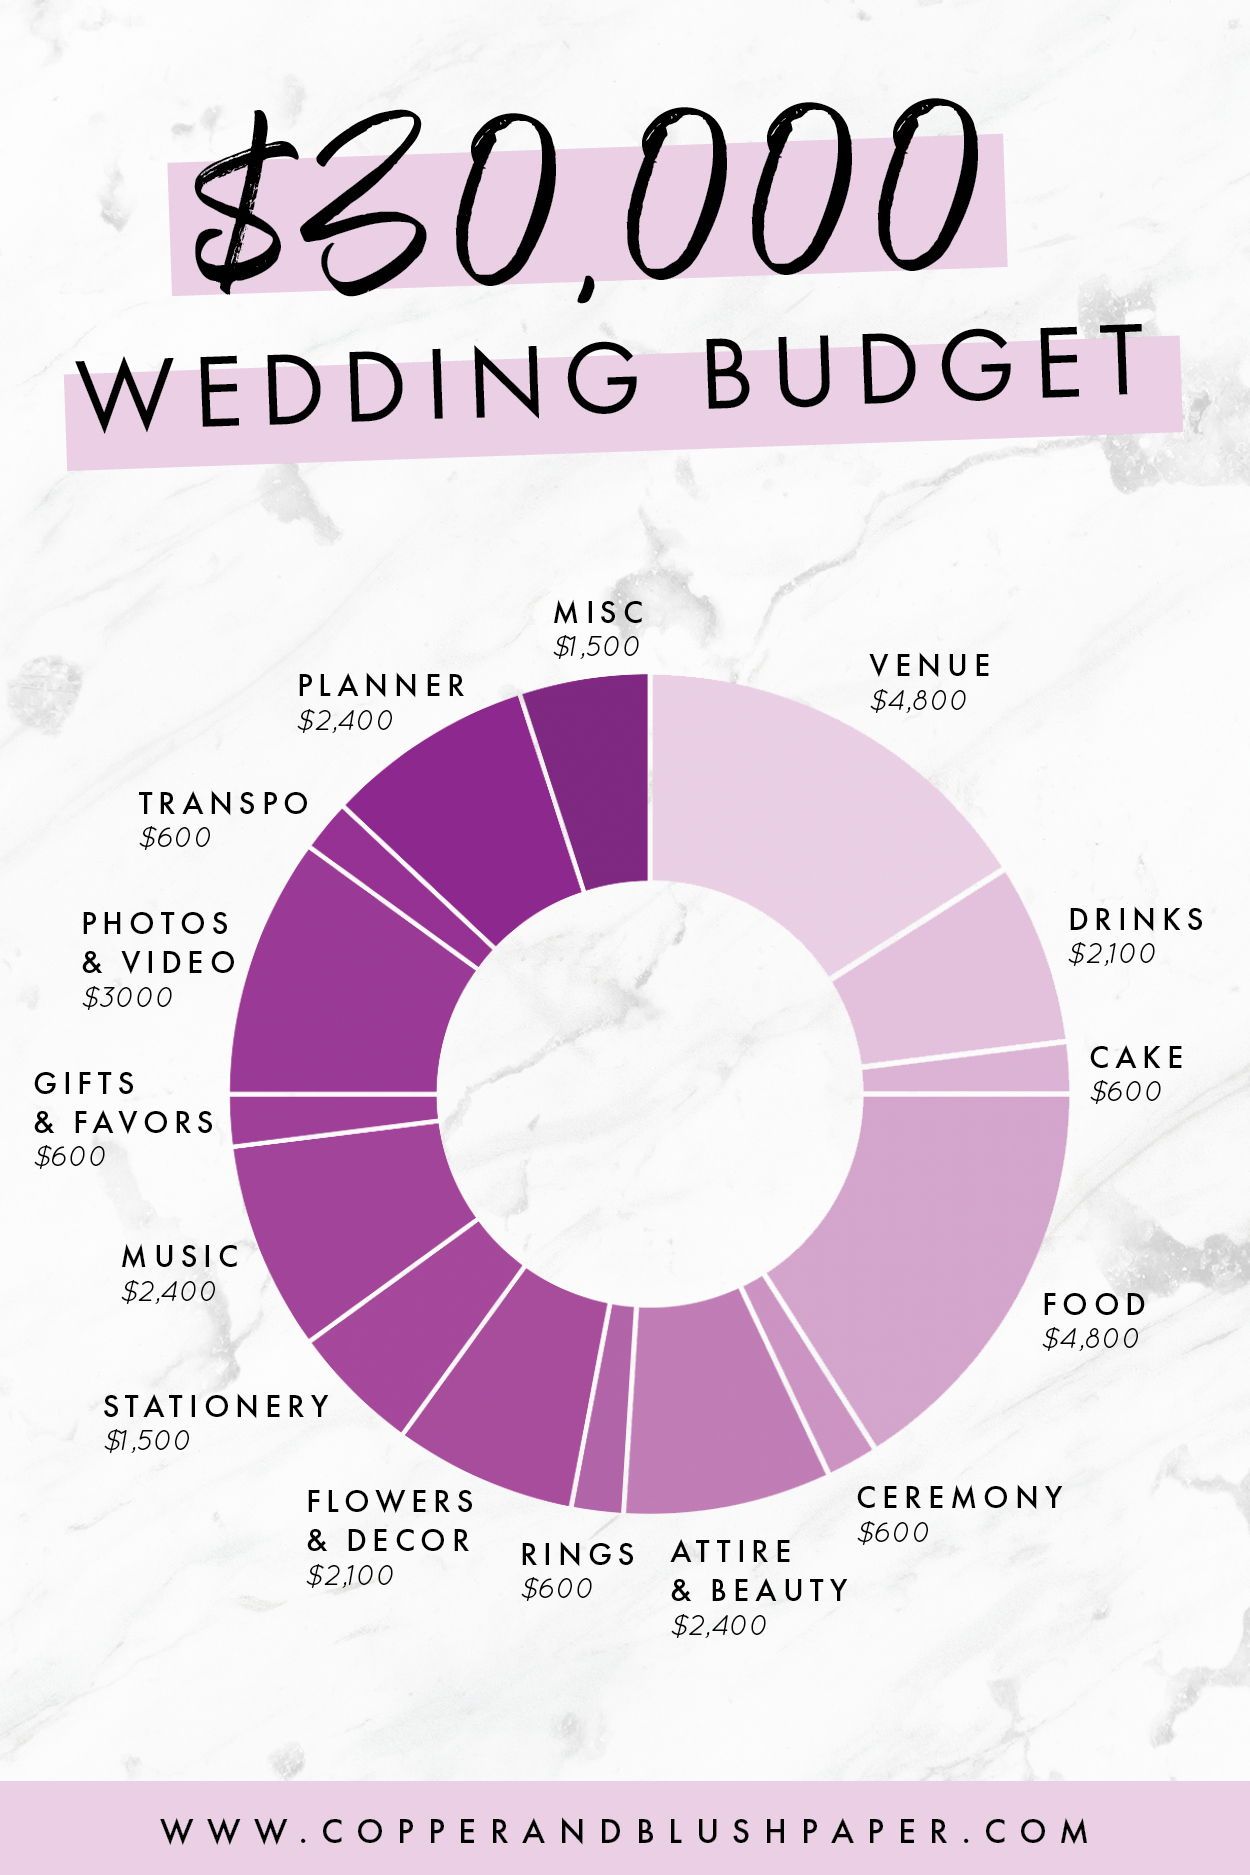 $30,000
WEDDING BUDGET
MISC
$1,500
VENUE
$4,800
PLANNER
$2,400
TRANSPO
$600
DRINKS
$2,100
PHOTOS
& VIDEO
$3000
CAKE
$600
GIFTS
& FAVORS
$600
MUSIC
$2,400
FOOD
$4,800
STATIONERY
$1,500
FLOWERS
& DECOR
$2,100
RINGS
$600
ATTIRE
& BEAUTY
$2,400
CEREMONY
$600
WWW.COPPERANDBLUSHPAPER.COM